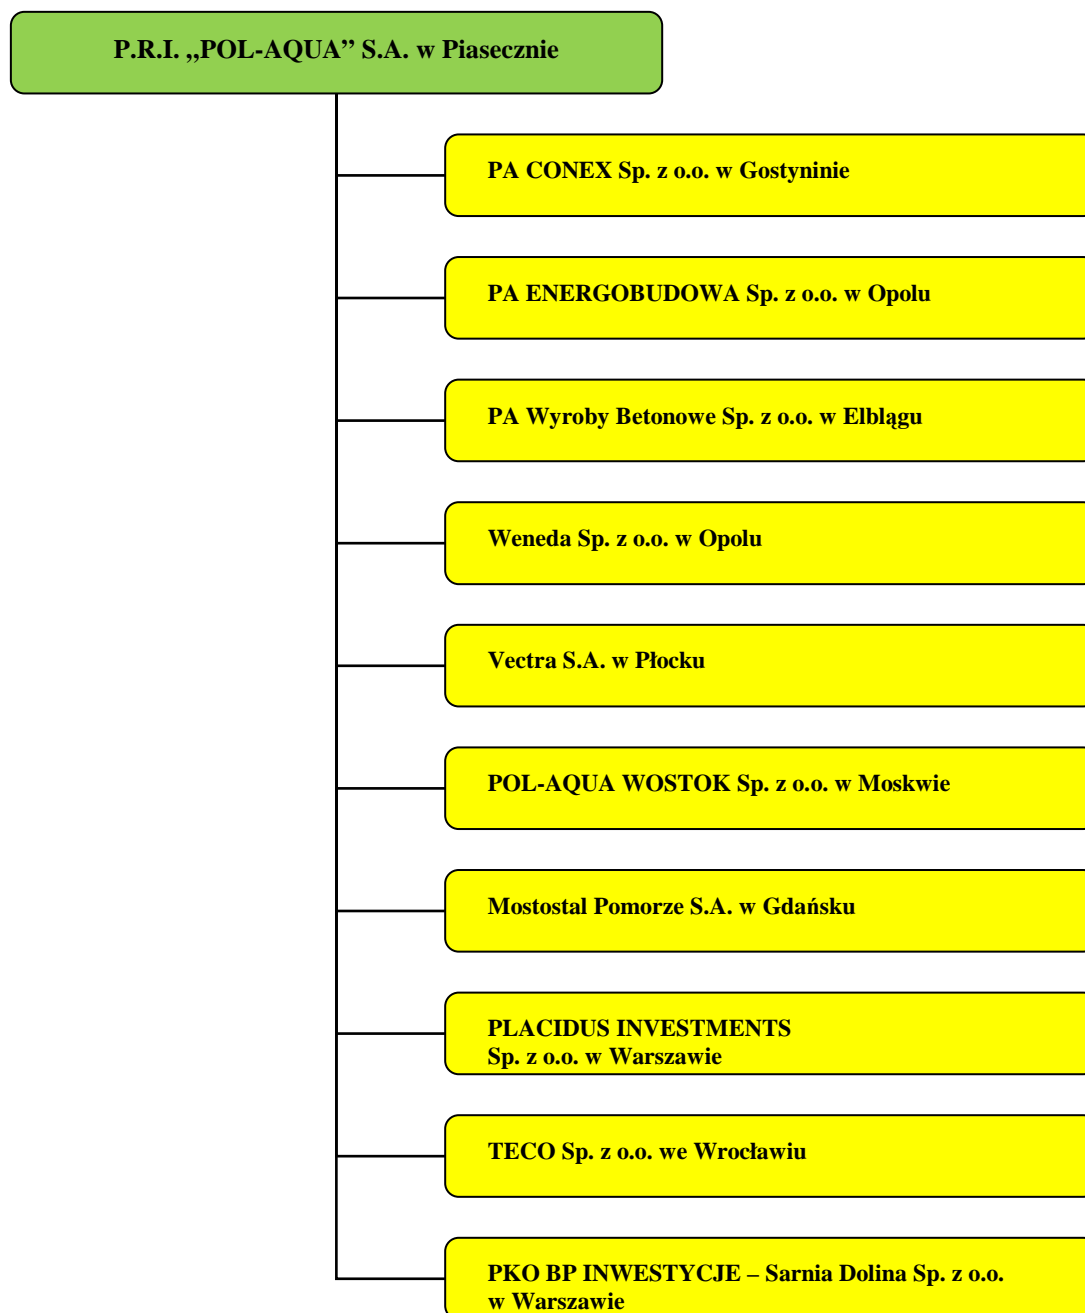 P.R.I. „POL-AQUA” S.A. w Piasecznie
PA CONEX Sp. z o.o. w Gostyninie
PA ENERGOBUDOWA Sp. z o.o. w Opolu
PA Wyroby Betonowe Sp. z o.o. w Elblągu
Weneda Sp. z o.o. w Opolu
Vectra S.A. w Płocku
POL-AQUA WOSTOK Sp. z o.o. w Moskwie
Mostostal Pomorze S.A. w Gdańsku
PLACIDUS INVESTMENTS
Sp. z o.o. w Warszawie
TECO Sp. z o.o. we Wrocławiu
PKO BP INWESTYCJE – Sarnia Dolina Sp. z o.o.
w Warszawie